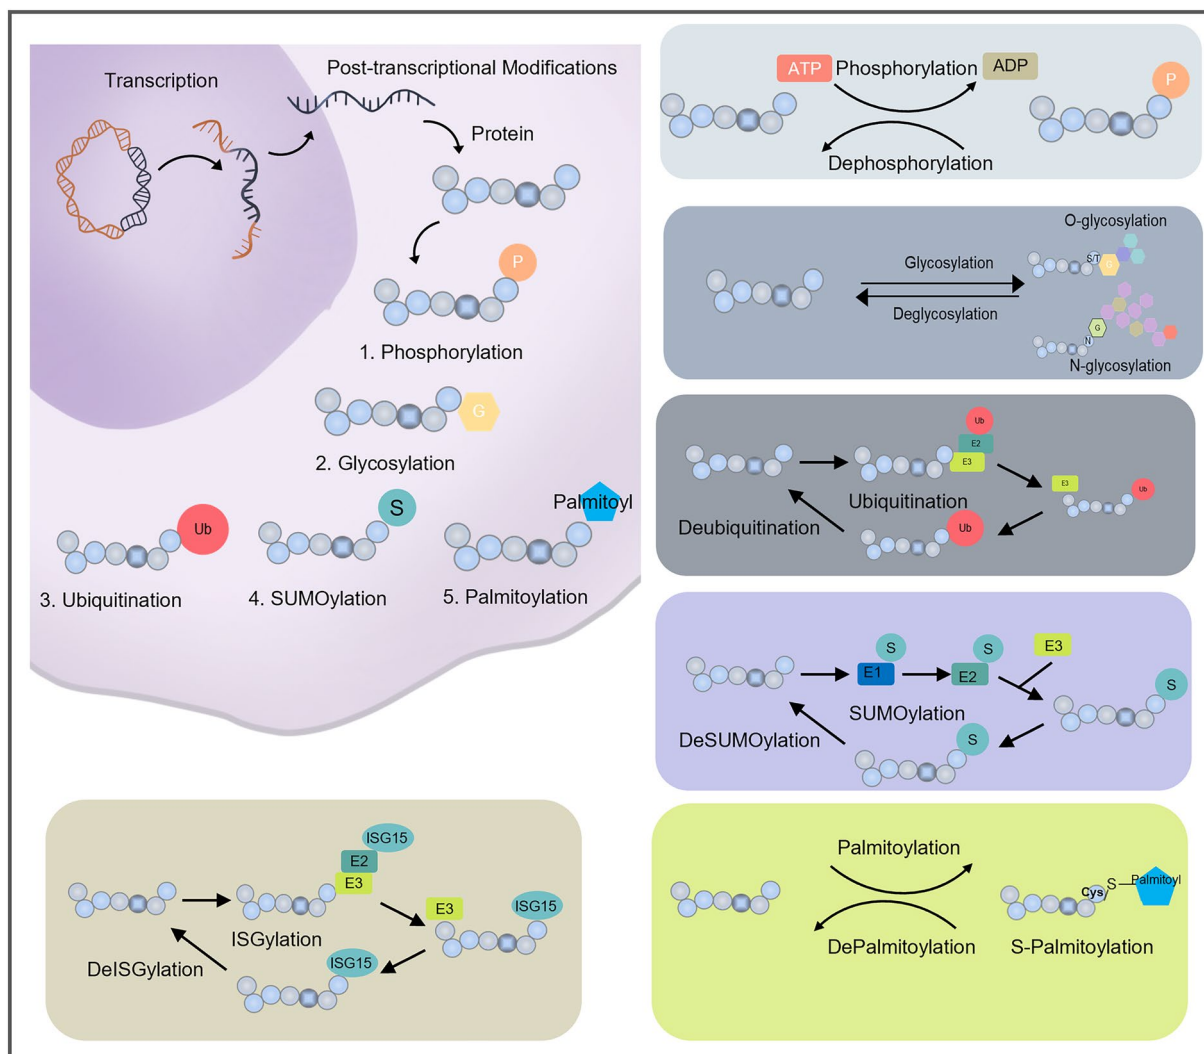 Transcription
Post-transcriptional Modifications
Protein
P
1. Phosphorylation
G
2. Glycosylation
Ub
3. Ubiquitination
S
4. SUMOylation
Palmitoyl
5. Palmitoylation
ATP Phosphorylation ADP
P
Dephosphorylation
O-glycosylation
S/T
G
Glycosylation
Deglycosylation
G
N
N-glycosylation
Ub
E2
E3
Ubiquitination
E3
Ub
Deubiquitination
Ub
S
E1
S
E2
E3
SUMOylation
S
DeSUMOylation
S
ISG15
E2
E3
ISGylation
E3
ISG15
DeISGylation
ISG15
Palmitoylation
Cys
S
Palmitoyl
DePalmitoylation
S-Palmitoylation